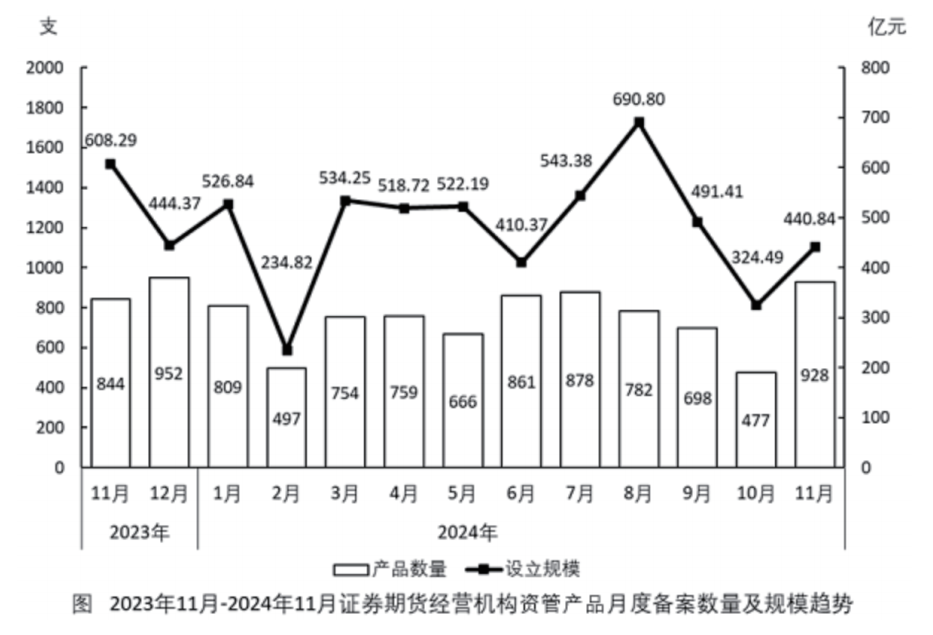 支 亿元
2000 800
1800 700
1600 600
1400 500
1200 400
1000 300
800 200
600 100
400 0
200
0
608.29 444.37 526.84 234.82 534.25 518.72 522.19 410.37 543.38 690.80 491.41 324.49 440.84
844 952 809 497 754 759 666 861 878 782 698 477 928
11月 12月 1月 2月 3月 4月 5月 6月 7月 8月 9月 10月 11月
2023年 2024年
产品数量 设立规模
图 2023年11月-2024年11月证券期货经营机构资管产品月度备案数量及规模趋势